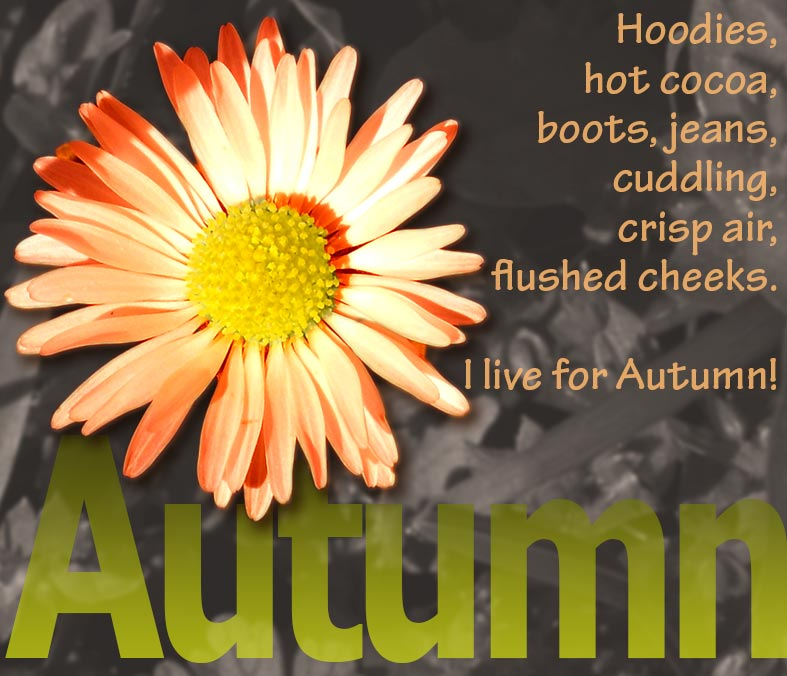 Hoodies,
hot cocoa,
boots, jeans,
cuddling,
crisp air,
flushed cheeks.
I live for Autumn!
Autumn